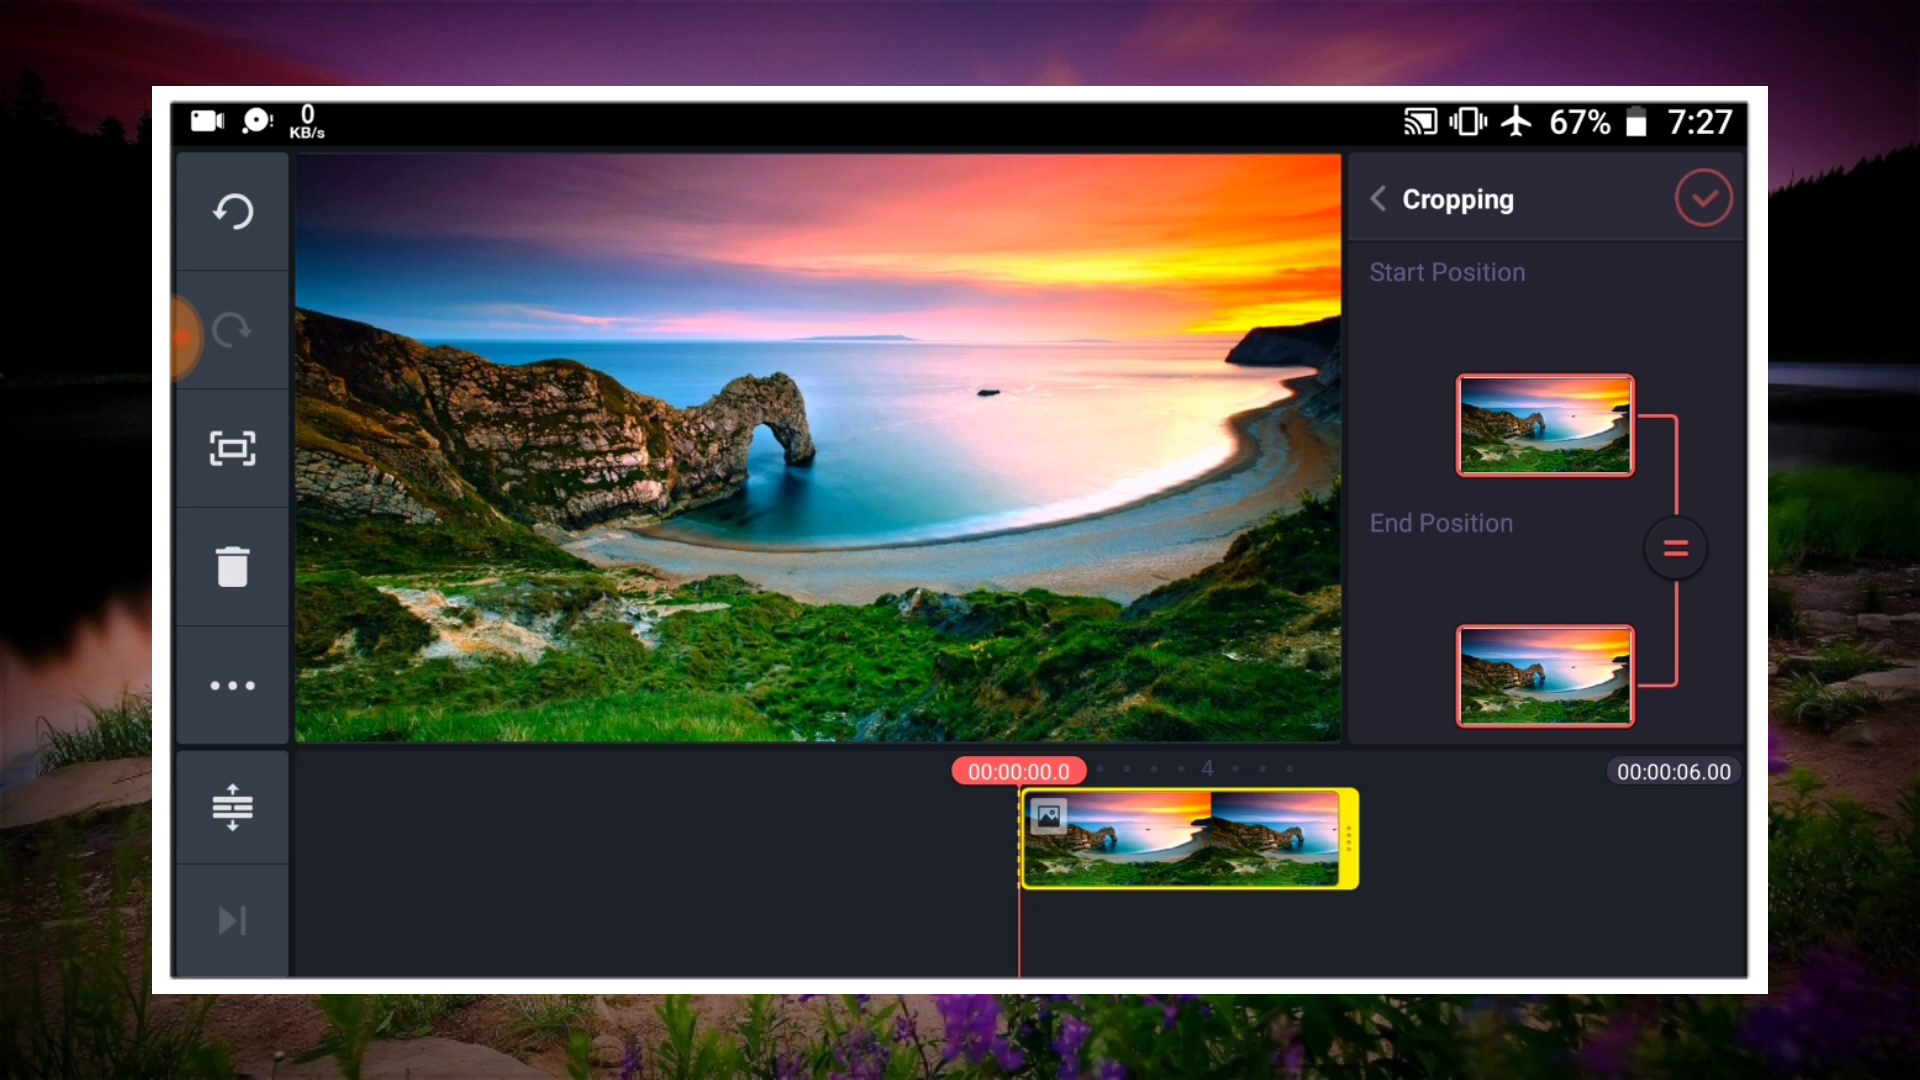 0
KB/s
67%
7:27
Cropping
Start Position
End Position
00:00:00.0
4
00:00:06.00